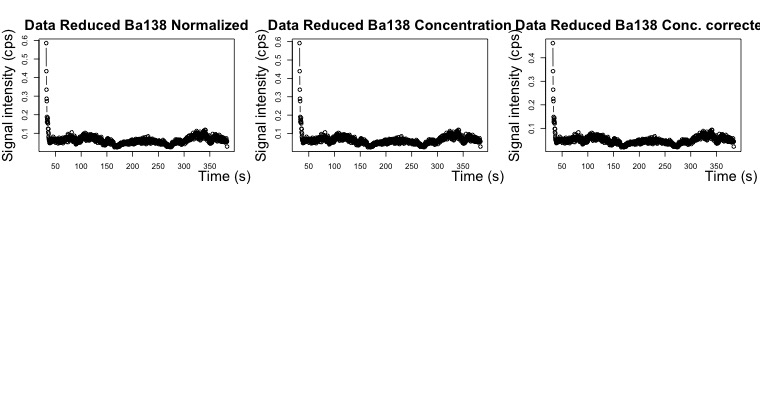 Data Reduced Ba138 Normalized
Signal intensity (cps)
0.1 0.2 0.3 0.4 0.5 0.6
50 100 150 200 250 300 350
Time (s)
Data Reduced Ba138 Concentration
Signal intensity (cps)
0.1 0.2 0.3 0.4 0.5 0.6
50 100 150 200 250 300 350
Time (s)
Data Reduced Ba138 Conc. correcte
Signal intensity (cps)
0.1 0.2 0.3 0.4
50 100 150 200 250 300 350
Time (s)